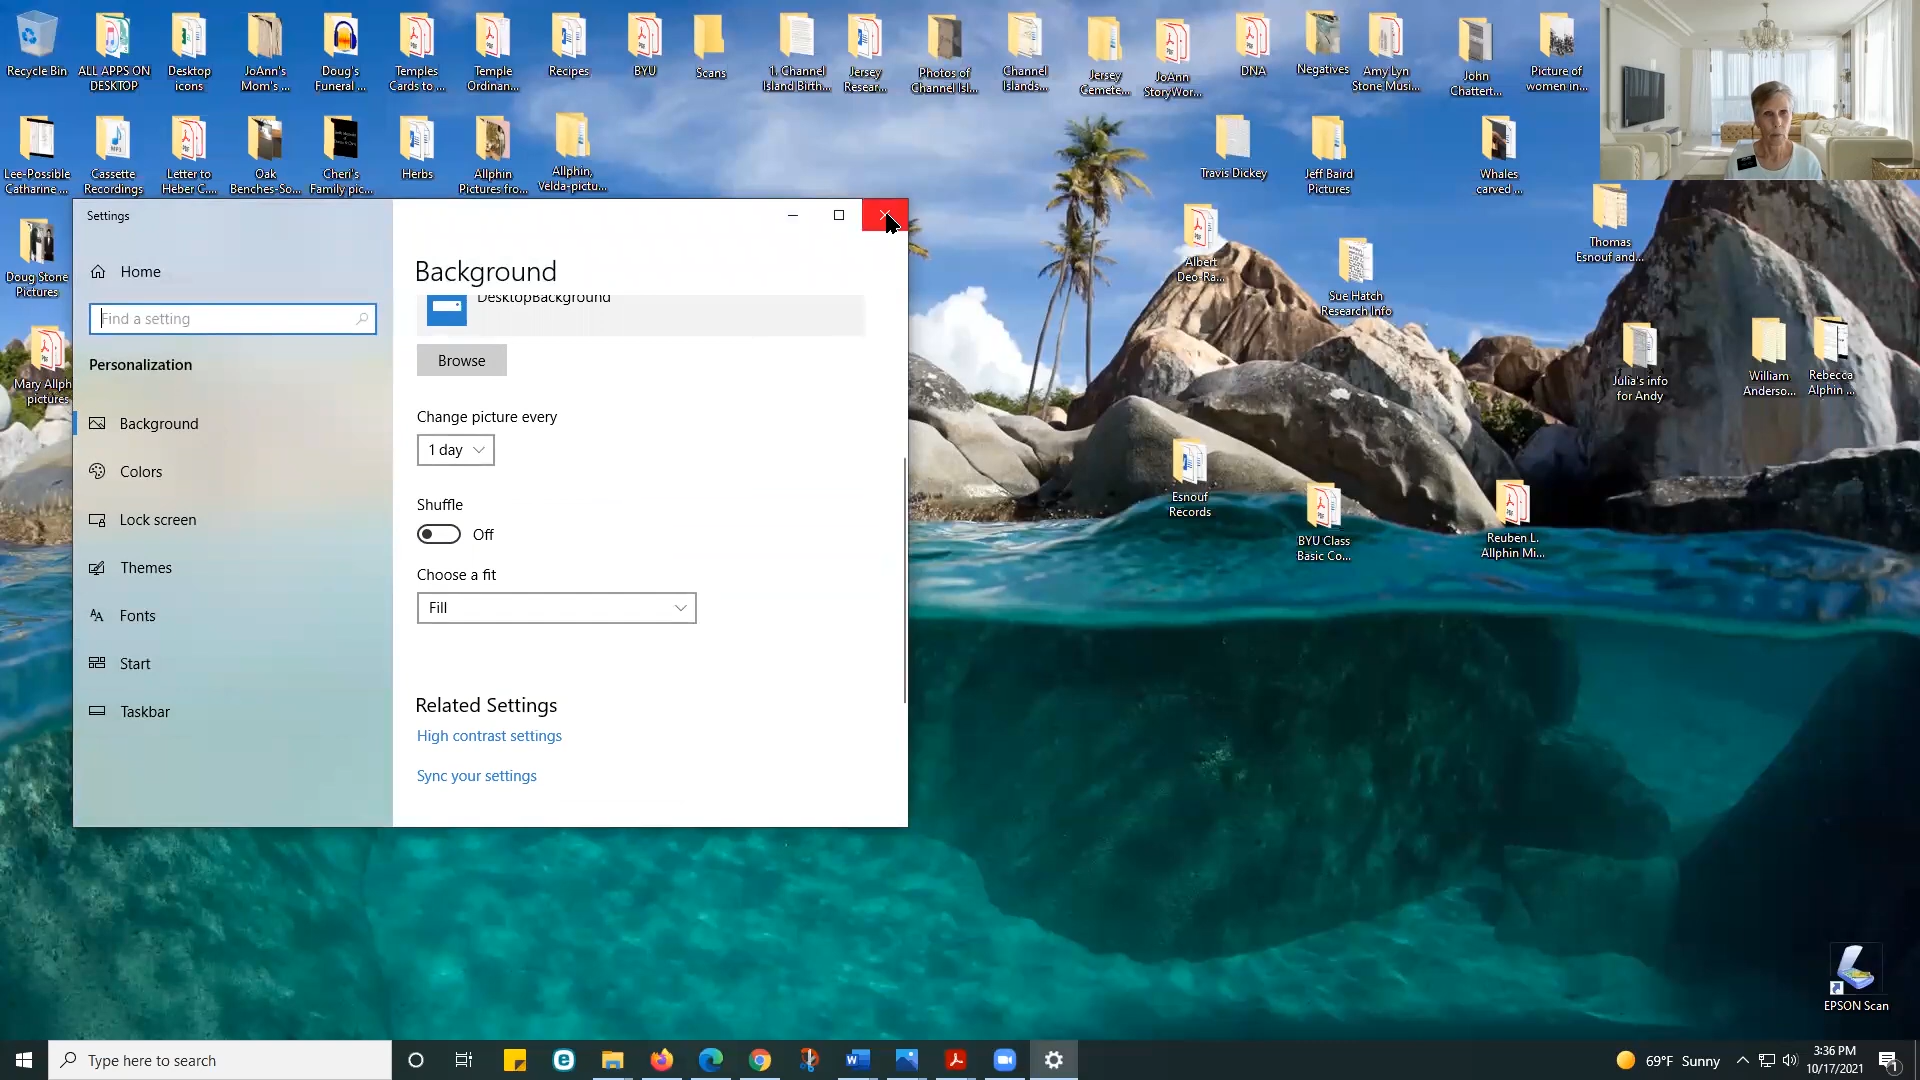 Recycle Bin
ALL APPS ON
DESKTOP
Desktop
icons
JoAnn's
Mom's ...
Doug's
Funeral ...
Temples
Cards to ...
Temple
Ordinan...
Recipes
BYU
Scans
1. Channel
Island Birth...
Jersey
Resear...
Photos of
Channel Isl...
Channel
Islands...
Jersey
Cemete...
JoAnn
StoryWor...
DNA
Negatives
Amy Lyn
Stone Musi...
John
Chattert...
Picture of
women in...
Lee-Possible
Catharine ...
Cassette
Recordings
Letter to
Heber C....
Oak
Benches-So...
Cheri's
Family pic...
Herbs
Allphin
Pictures fro...
Allphin,
Velda-pictu...
Travis Dickey
Jeff Baird
Pictures
Whales
carved ...
Doug Stone
Pictures
Mary Allph
pictures
Albert
Deo-Ra...
Sue Hatch
Research Info
Thomas
Esnouf and...
Julia's info
for Andy
William
Anderso...
Rebecca
Alphin ...
Esnouf
Records
BYU Class
Basic Co...
Reuben L.
Allphin Mi...
Settings
Home
Find a setting
Personalization
Background
Colors
Lock screen
Themes
Fonts
Start
Taskbar
Background
DesktopBackground
Browse
Change picture every
1 day
Shuffle
Off
Choose a fit
Fill
Related Settings
High contrast settings
Sync your settings
EPSON Scan
Type here to search
69°F Sunny
3:36 PM
10/17/2021
1